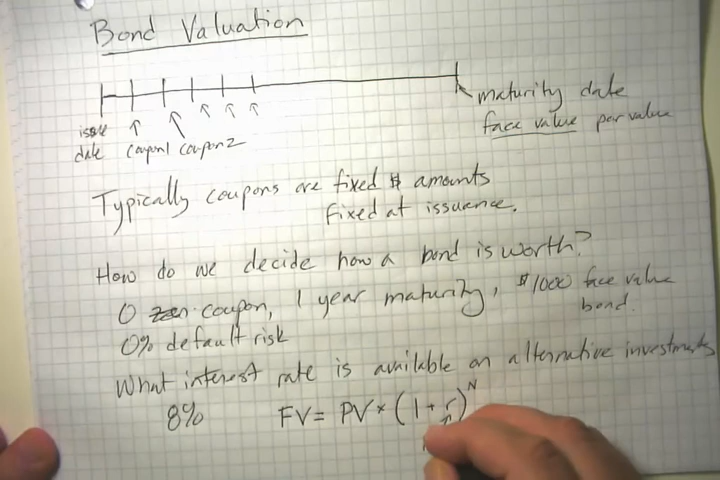 Bond Valuation
maturity date
face value par value
issue date
coupon1 coupon2
Typically coupons are fixed $ amounts
fixed at issuance.
How do we decide how a bond is worth?
0 coupon, 1 year maturity, $1000 face value
bond.
0% default risk
What interest rate is available on alternative investments
8% FV = PV × (1 + r/n)^N